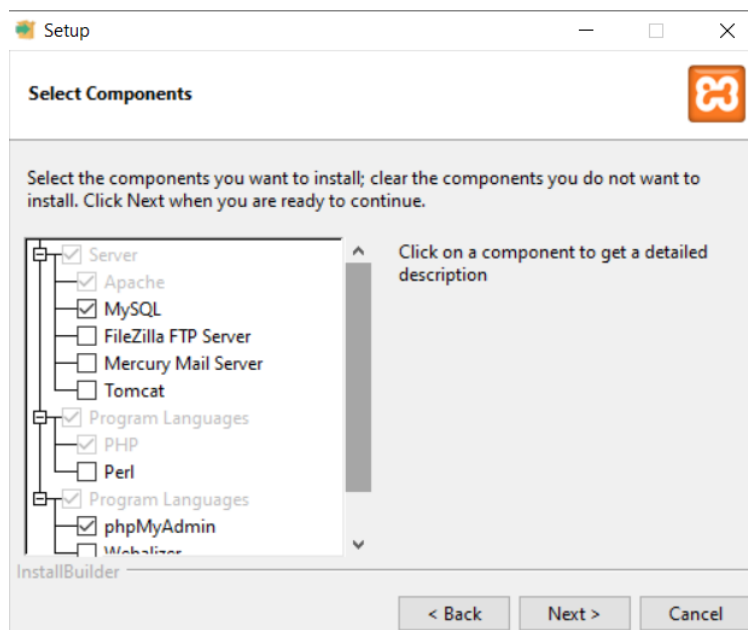 Setup
Select Components
Select the components you want to install; clear the components you do not want to
install. Click Next when you are ready to continue.
Server
Apache
MySQL
FileZilla FTP Server
Mercury Mail Server
Tomcat
Program Languages
PHP
Perl
Program Languages
phpMyAdmin
Webalizer
Click on a component to get a detailed
description
InstallBuilder
< Back
Next >
Cancel